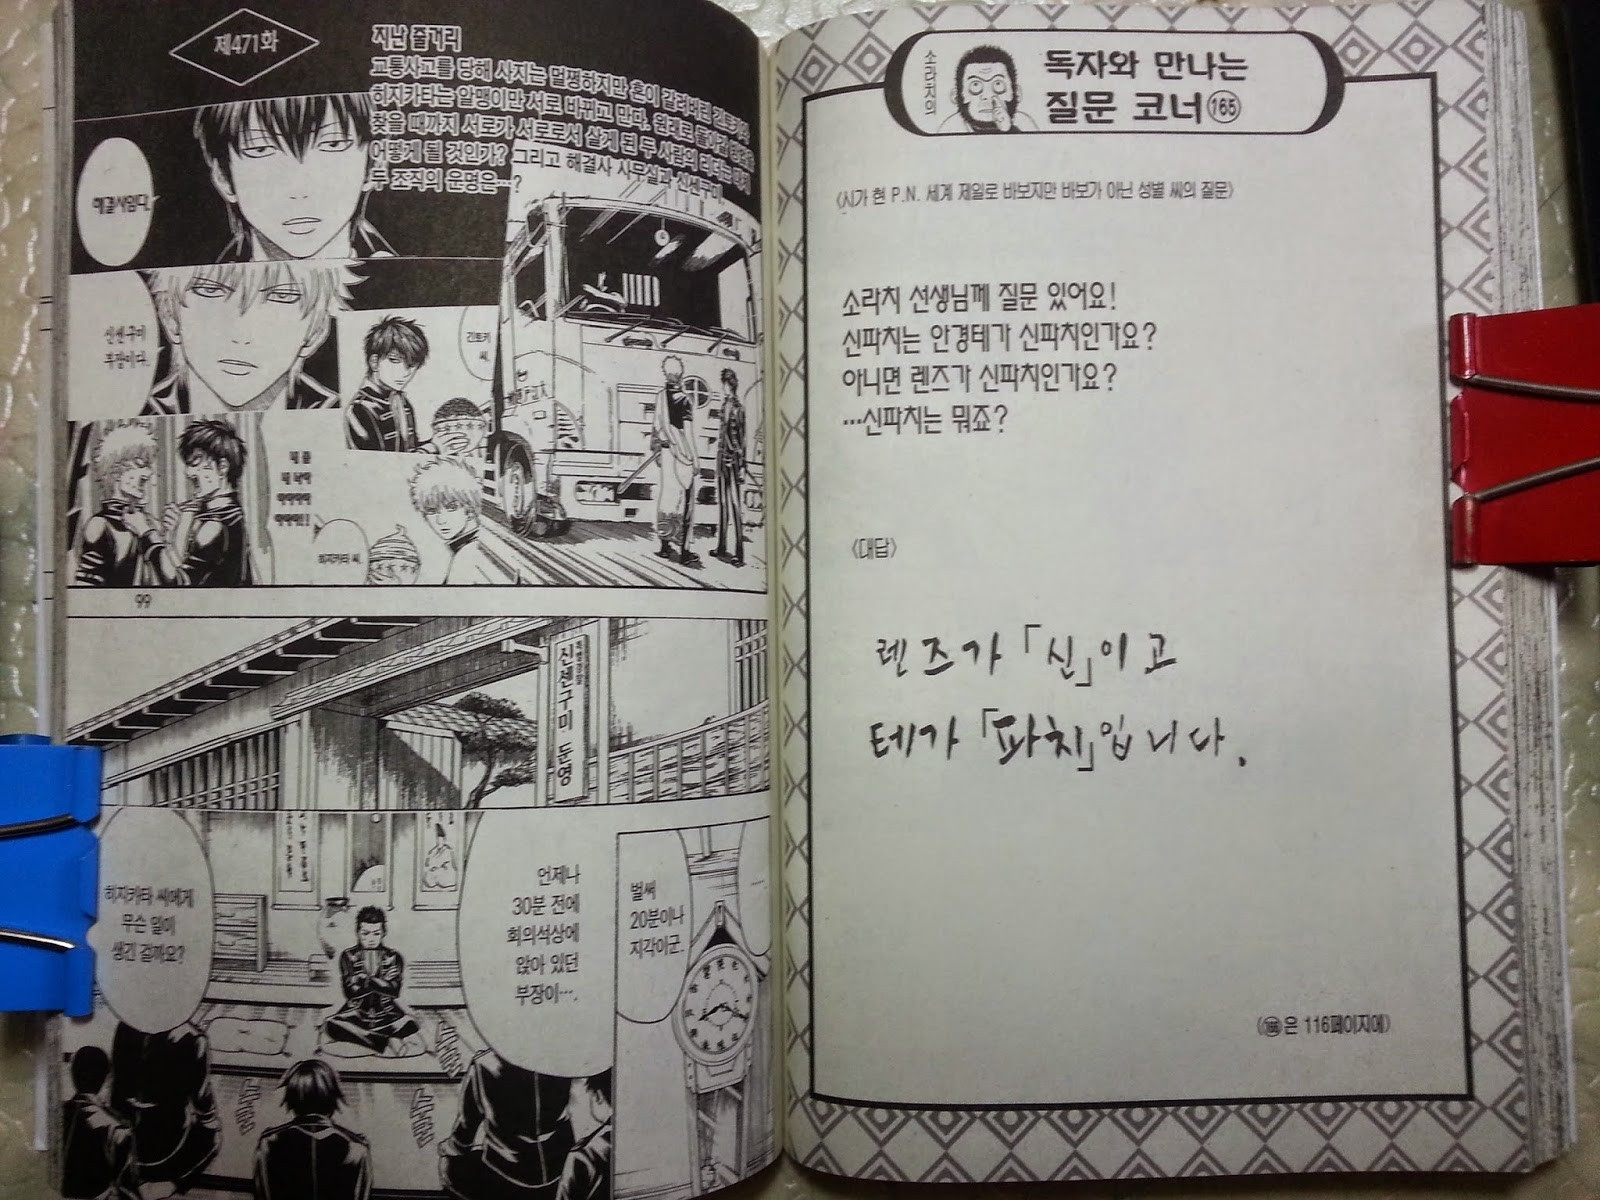 제471화
지난 줄거리
교통사고를 당해 사지는 멀쩡하지만 혼이
히지카타는 알맹이만 서로 바뀌고 만다. 원래로 돌아갈
찾을 때까지 서로가 서로로서 살게 된 두 사람의
어떻게 될 것인가? 그리고 해결사 사무실과 신센구미,
두 조직의 운명은…?
해결사입다.
신센구미
부장이다.
긴토키
씨.
히지카타 씨.
99
신센구미 둔영
벌써
20분이나
지각이군.
언제나
30분 전에
회의석상에
앉아 있던
부장이….
히지카타 씨에게
무슨 일이
생긴 걸까요?
소라치의
독자와 만나는
질문 코너 165
〈시가 현 P.N. 세계 제일로 바보지만 바보가 아닌 성별 씨의 질문〉
소라치 선생님께 질문 있어요!
신파치는 안경테가 신파치인가요?
아니면 렌즈가 신파치인가요?
…신파치는 뭐죠?
〈대답〉
렌즈가 「신」이고
테가 「파치」입니다.
(166은 116페이지에)